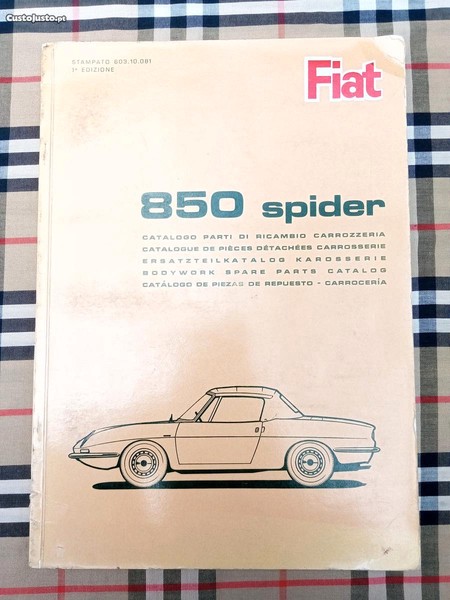 CustoJusto.pt
STAMPATO 603.10.091
1ª EDIZIONE
Fiat
850 spider
CATALOGO PARTI DI RICAMBIO CARROZZERIA
CATALOGUE DE PIÈCES DÉTACHÉES CARROSSERIE
ERSATZTEILKATALOG KAROSSERIE
BODYWORK SPARE PARTS CATALOG
CATÁLOGO DE PIEZAS DE REPUESTO - CARROCERÍA